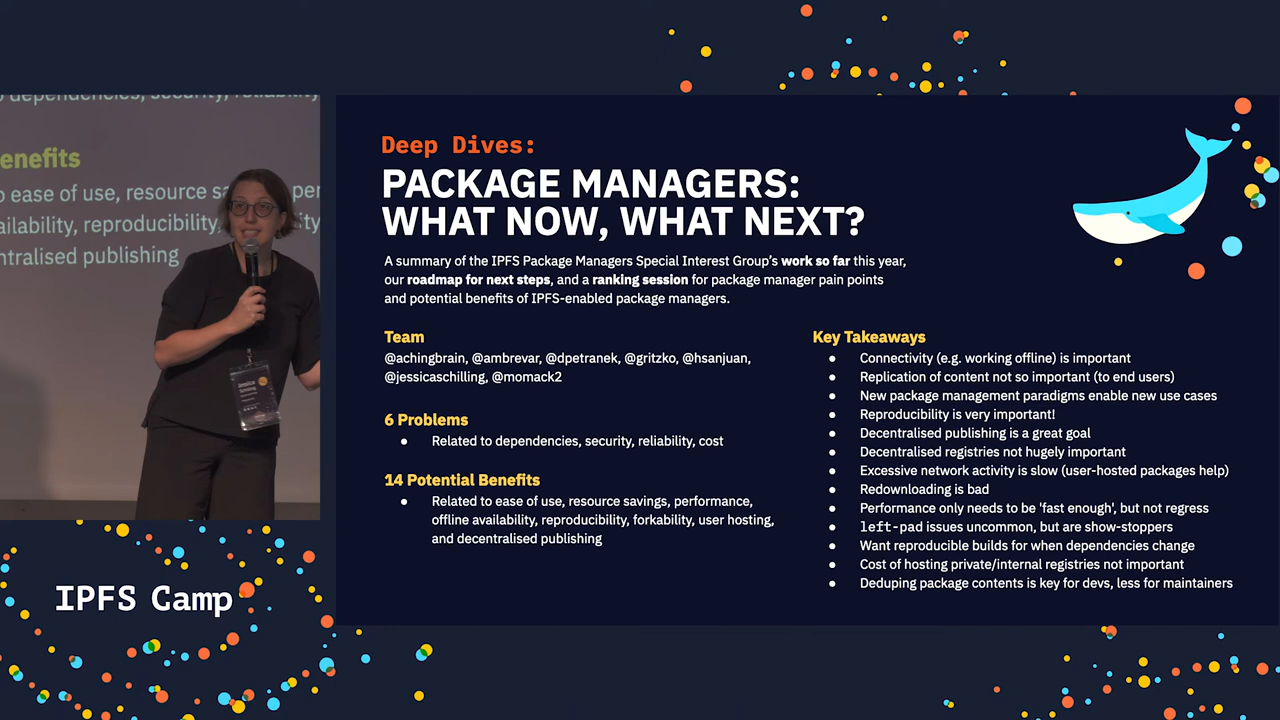 o dependencies, security, reliability
enefits
o ease of use, resource sa per
ailability, reproducibility,
ntralised publishing
Jessica
IPFS Camp
Deep Dives:
PACKAGE MANAGERS:
WHAT NOW, WHAT NEXT?
A summary of the IPFS Package Managers Special Interest Group's work so far this year,
our roadmap for next steps, and a ranking session for package manager pain points
and potential benefits of IPFS-enabled package managers.
Team
@achingbrain, @ambrevar, @dpetranek, @gritzko, @hsanjuan,
@jessicaschilling, @momack2
6 Problems
● Related to dependencies, security, reliability, cost
14 Potential Benefits
● Related to ease of use, resource savings, performance,
offline availability, reproducibility, forkability, user hosting,
and decentralised publishing
Key Takeaways
● Connectivity (e.g. working offline) is important
● Replication of content not so important (to end users)
● New package management paradigms enable new use cases
● Reproducibility is very important!
● Decentralised publishing is a great goal
● Decentralised registries not hugely important
● Excessive network activity is slow (user-hosted packages help)
● Redownloading is bad
● Performance only needs to be 'fast enough', but not regress
● left-pad issues uncommon, but are show-stoppers
● Want reproducible builds for when dependencies change
● Cost of hosting private/internal registries not important
● Deduping package contents is key for devs, less for maintainers